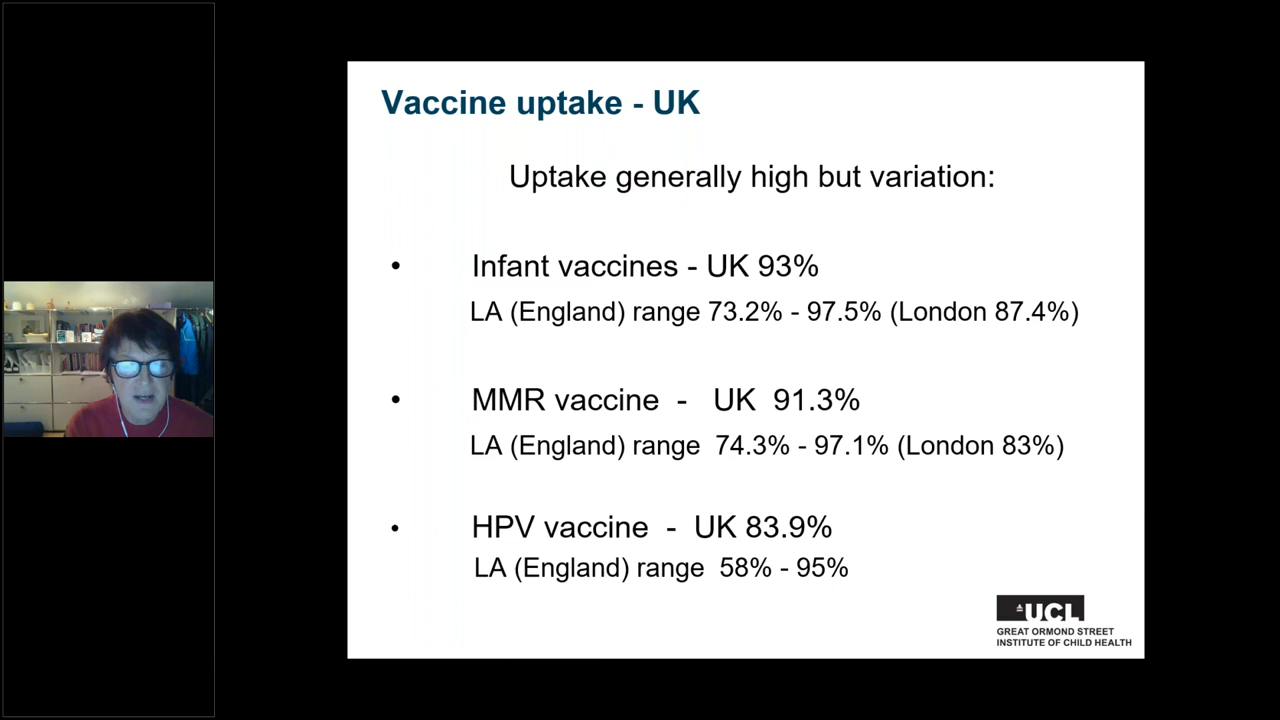 Vaccine uptake - UK
Uptake generally high but variation:
• Infant vaccines - UK 93%
LA (England) range 73.2% - 97.5% (London 87.4%)
• MMR vaccine - UK 91.3%
LA (England) range 74.3% - 97.1% (London 83%)
• HPV vaccine - UK 83.9%
LA (England) range 58% - 95%
UCL
GREAT ORMOND STREET
INSTITUTE OF CHILD HEALTH